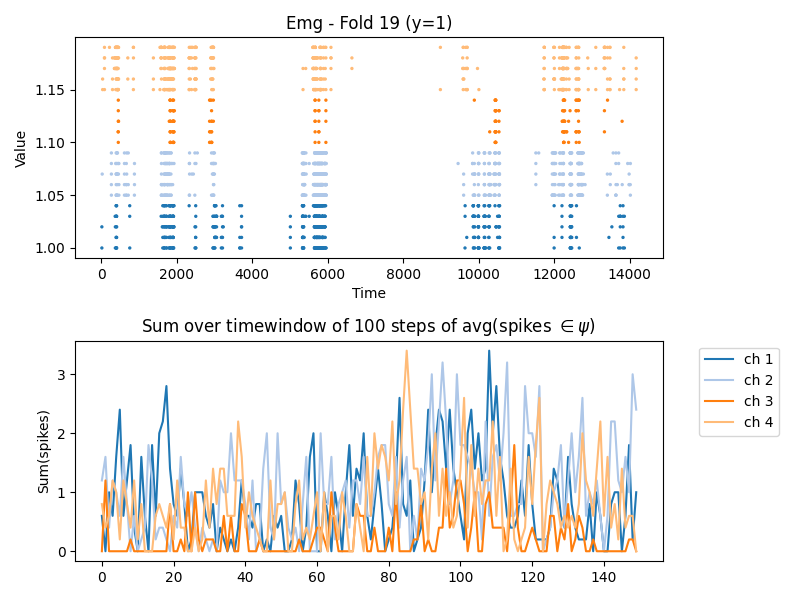 Emg - Fold 19 (y=1)
Value
1.15
1.10
1.05
1.00
0 2000 4000 6000 8000 10000 12000 14000
Time
Sum over timewindow of 100 steps of avg(spikes ∈ ψ)
Sum(spikes)
3
2
1
0
0 20 40 60 80 100 120 140
ch 1
ch 2
ch 3
ch 4